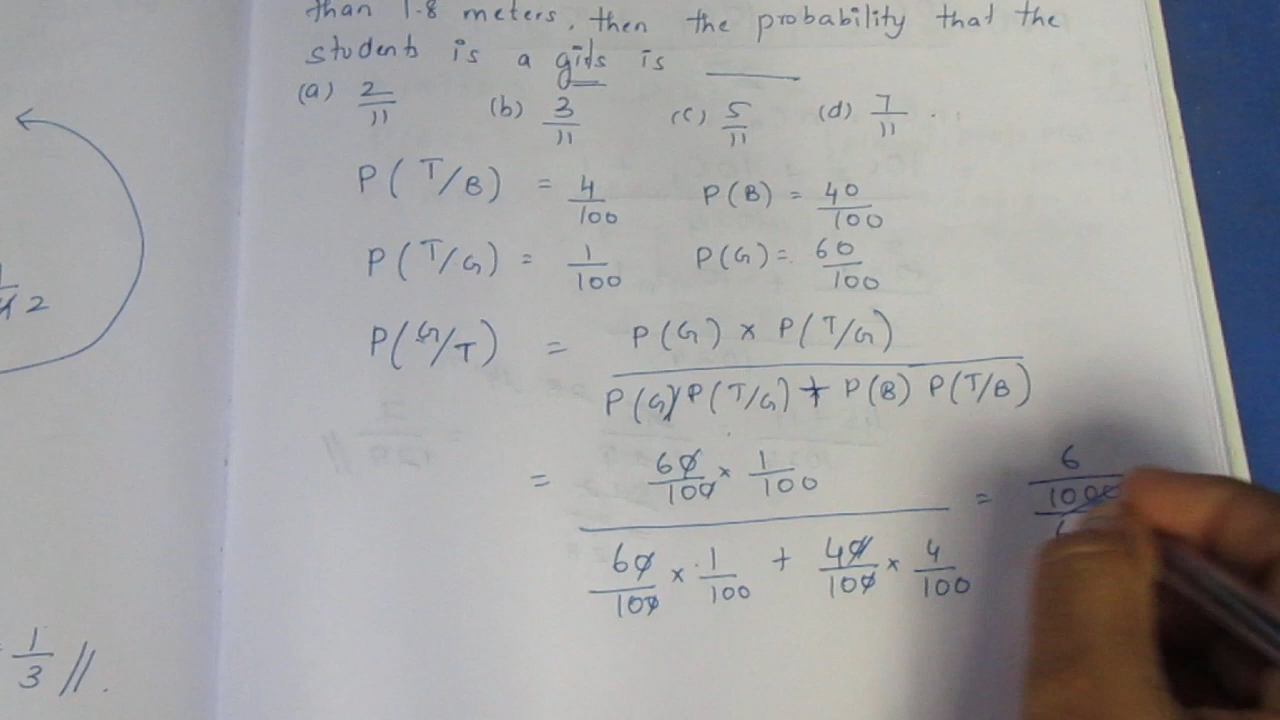 than 1.8 meters, then the probability that the
students is a girls is ____
(a) 2/11 (b) 3/11 (c) 5/11 (d) 7/11 .
P(T/B) = 4/100 P(B) = 40/100
P(T/G) = 1/100 P(G) = 60/100
P(G/T) = P(G) × P(T/G)
P(G) P(T/G) + P(B) P(T/B)
= 60/100 × 1/100 = 6/1000
60/100 × 1/100 + 40/100 × 4/100
2
1/3 //.